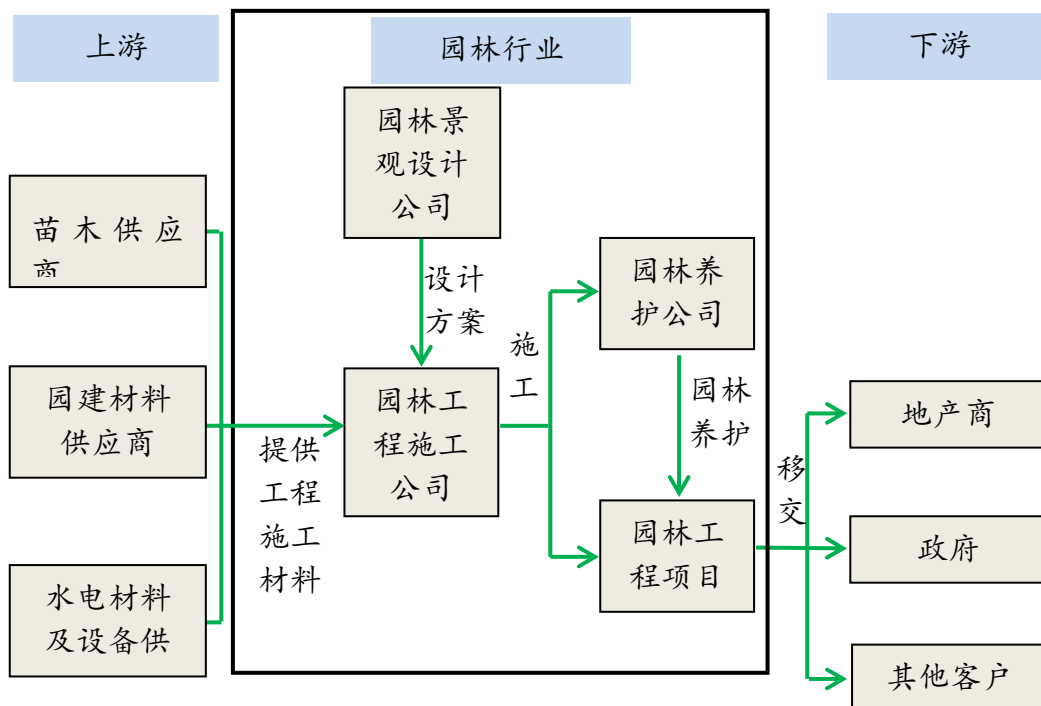 上游
园林行业
下游
园林景
观设计
公司
苗木供应
商
设计
方案
园林养
护公司
施
工
园建材料
供应商
园林工
程施工
公司
园林
养护
地产商
提供
工程
施工
材料
移
交
园林工
程项目
政府
水电材料
及设备供
其他客户